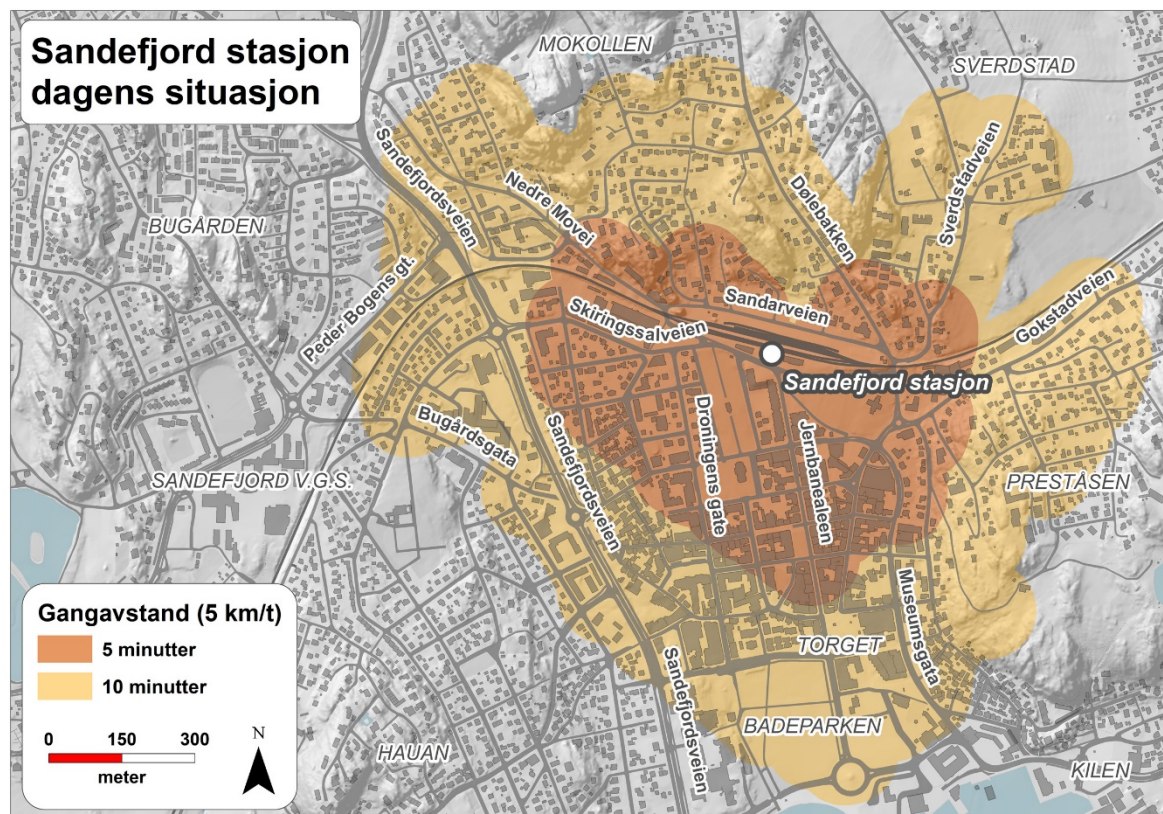 Sandefjord stasjon
dagens situasjon
MOKOLLEN
SVERDSTAD
Sandefjordsveien
Nedre Movei
Dølebakken
Sverdstadveien
BUGÅRDEN
Peder Bogens gt.
Skiringssalveien
Sandarveien
Gokstadveien
Sandefjord stasjon
Bugårdsgata
Sandefjordsveien
Droningens gate
Jernbanealeen
SANDEFJORD V.G.S.
PRESTÅSEN
Museumsgata
TORGET
Sandefjordsveien
BADEPARKEN
HAUAN
KILEN
Gangavstand (5 km/t)
5 minutter
10 minutter
0 150 300
meter
N